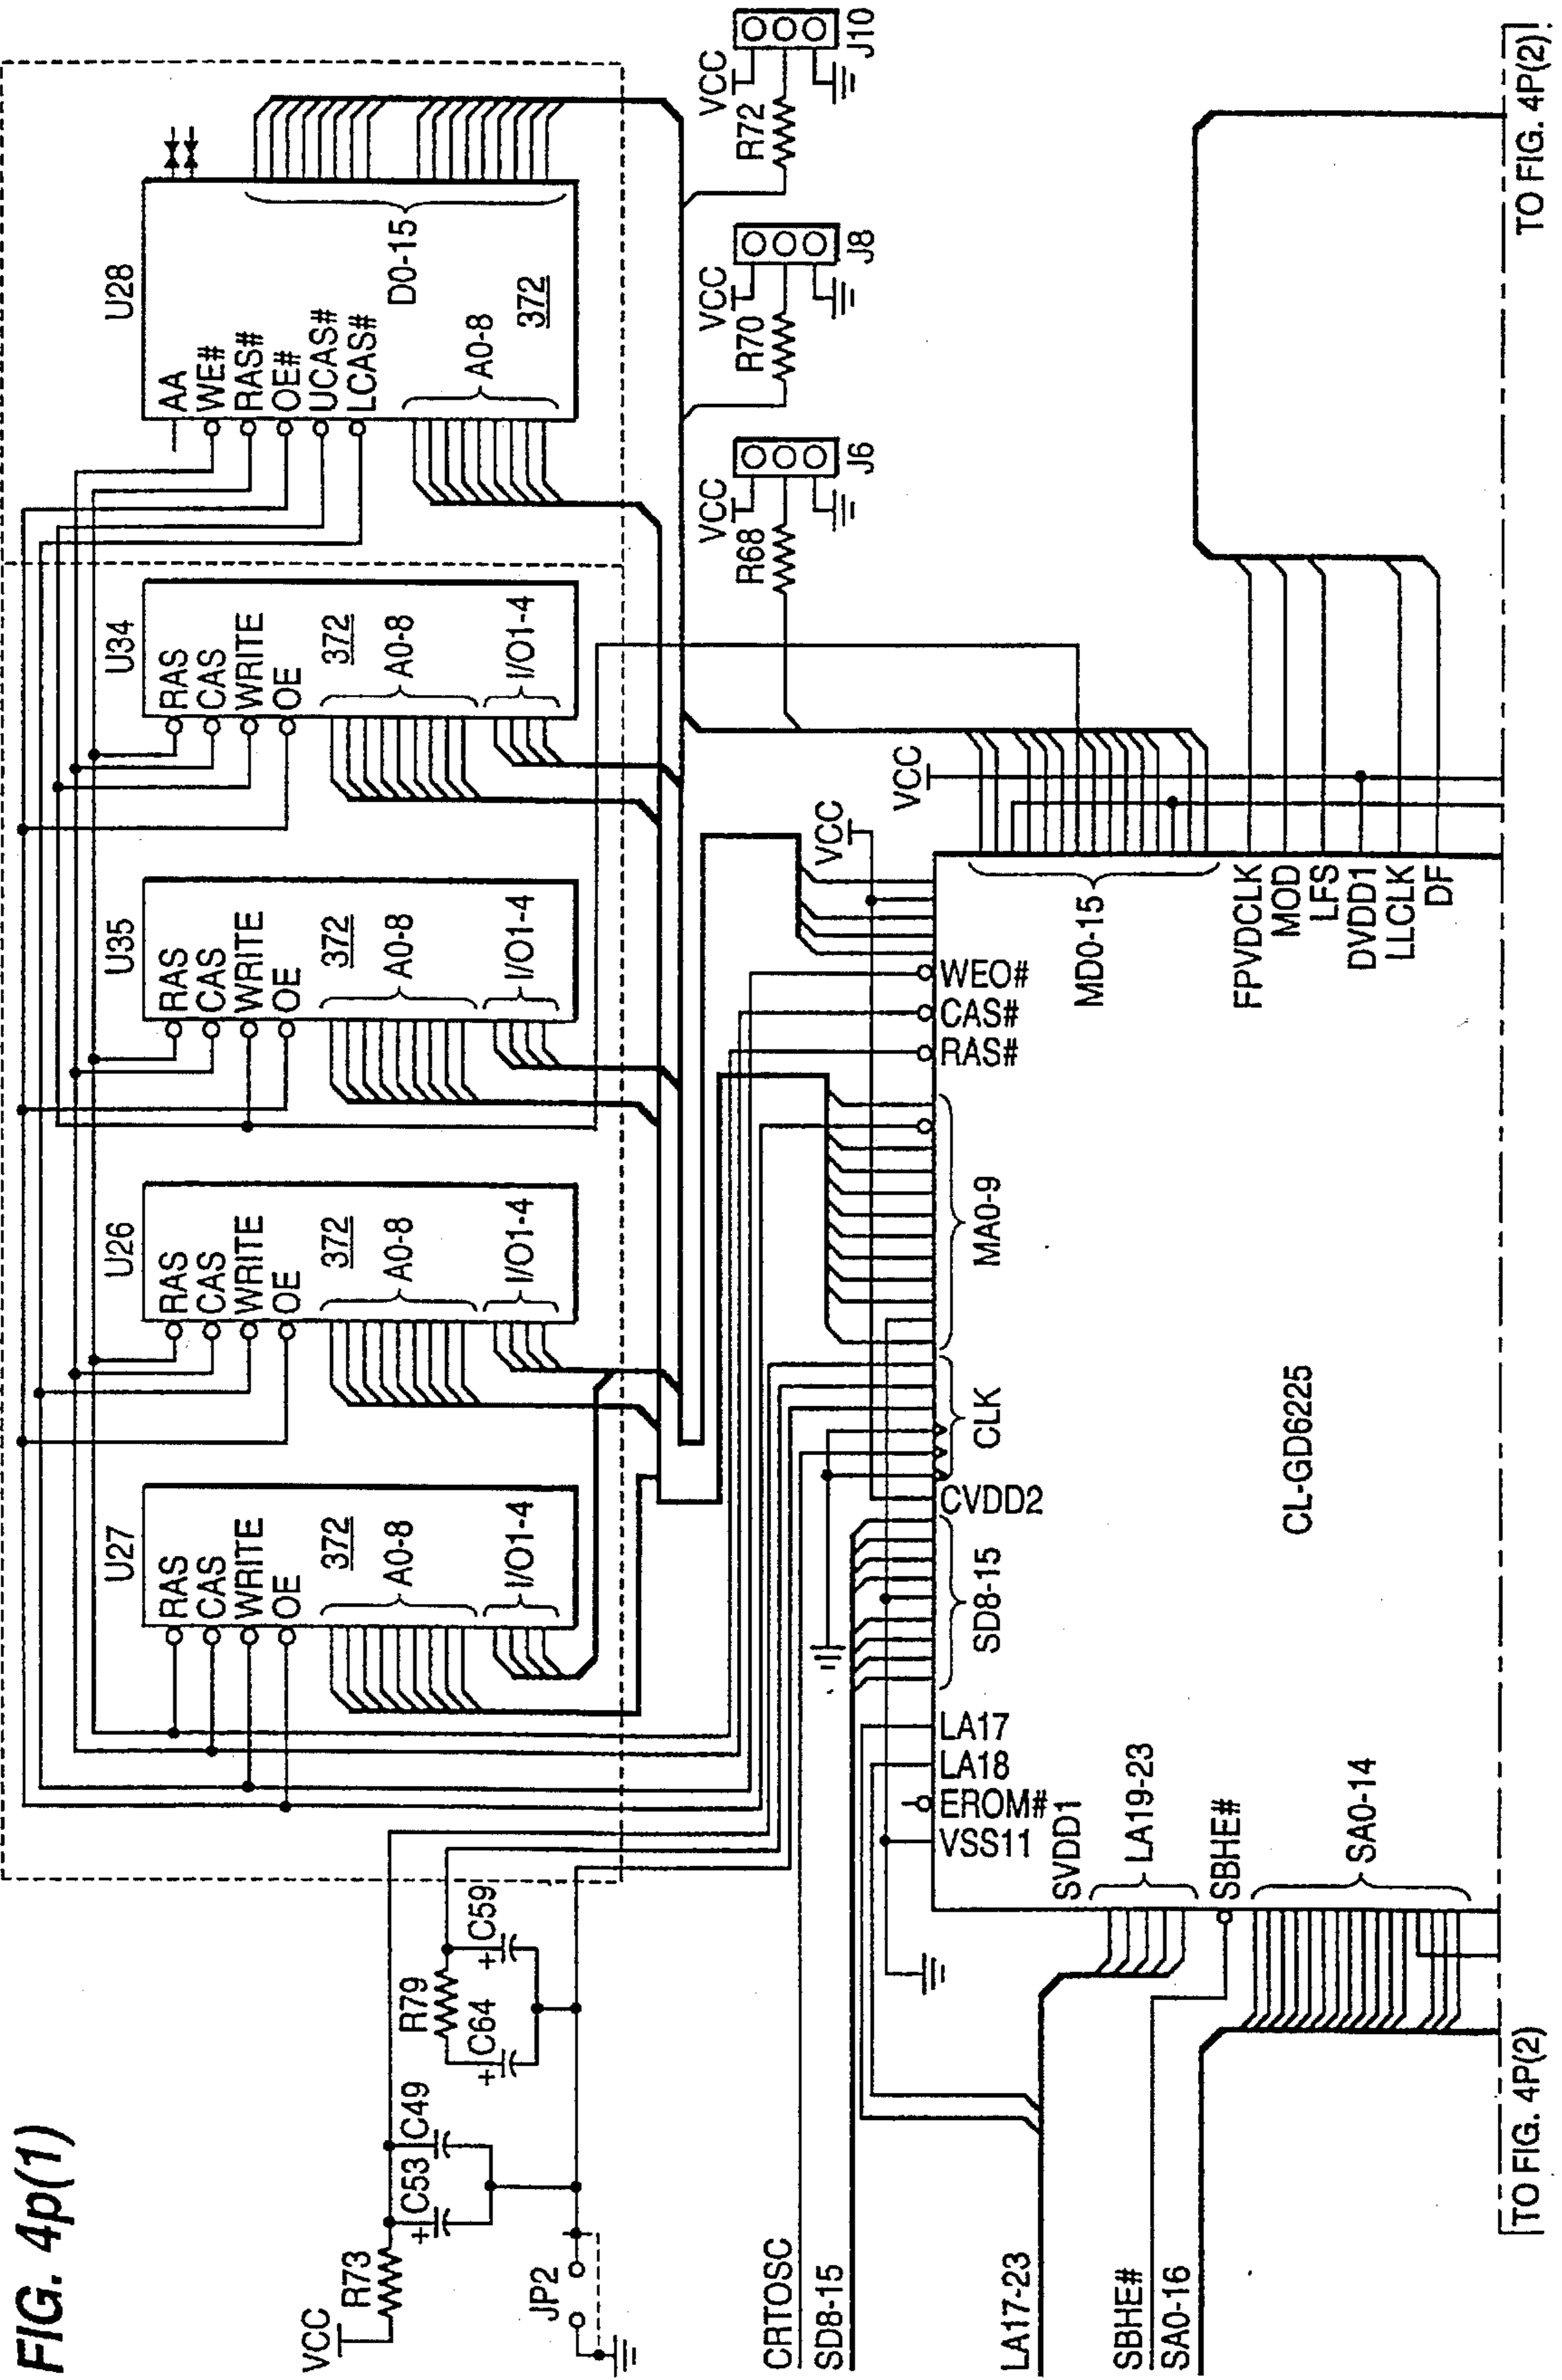 FIG. 4p(1)
U27
RAS
CAS
WRITE
OE
372
A0-8
I/O1-4
U26
RAS
CAS
WRITE
OE
372
A0-8
I/O1-4
U35
RAS
CAS
WRITE
OE
372
A0-8
I/O1-4
U34
RAS
CAS
WRITE
OE
372
A0-8
I/O1-4
U28
AA
WE#
RAS#
OE#
UCAS#
LCAS#
D0-15
A0-8
372
VCC
R73
+
C53
C49
R79
+
C64
+
C59
JP2
VCC
R68
J6
VCC
R70
J8
VCC
R72
J10
CRTOSC
SD8-15
LA17-23
SBHE#
SA0-16
VCC
VCC
LA17
LA18
EROM#
VSS11
SD8-15
CVDD2
CLK
MA0-9
RAS#
CAS#
WEO#
SVDD1
LA19-23
SBHE#
SA0-14
CL-GD6225
MD0-15
FPVDCLK
MOD
LFS
DVDD1
LLCLK
DF
TO FIG. 4P(2)
TO FIG. 4P(2)